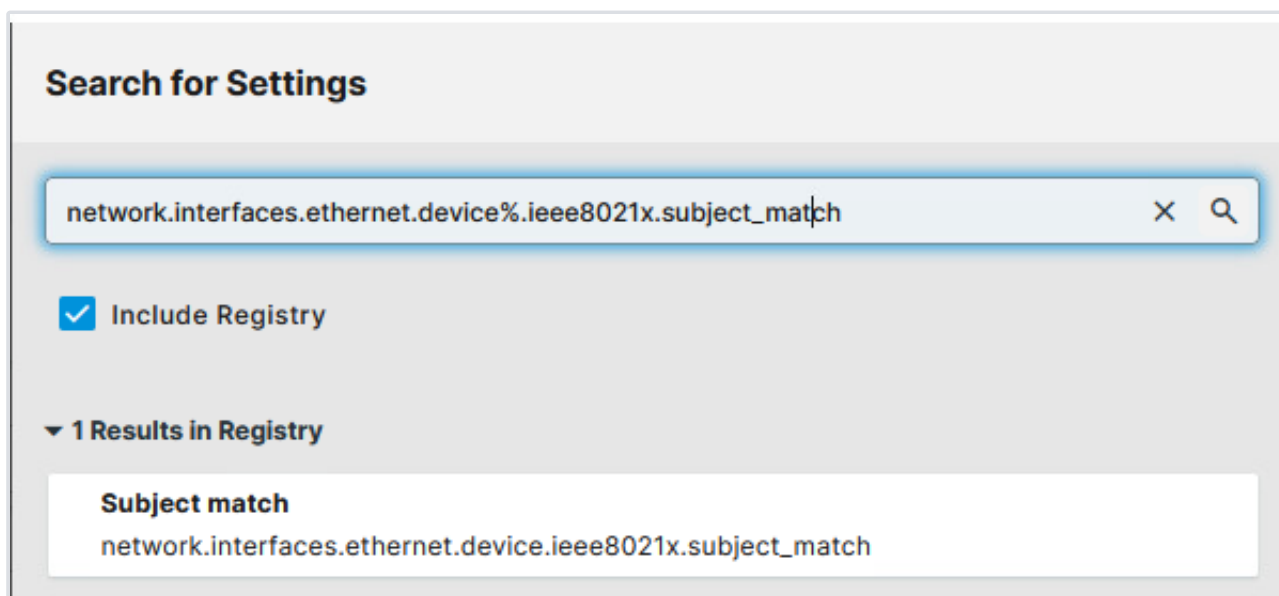 Search for Settings
network.interfaces.ethernet.device%.ieee8021x.subject_match
Include Registry
1 Results in Registry
Subject match
network.interfaces.ethernet.device.ieee8021x.subject_match